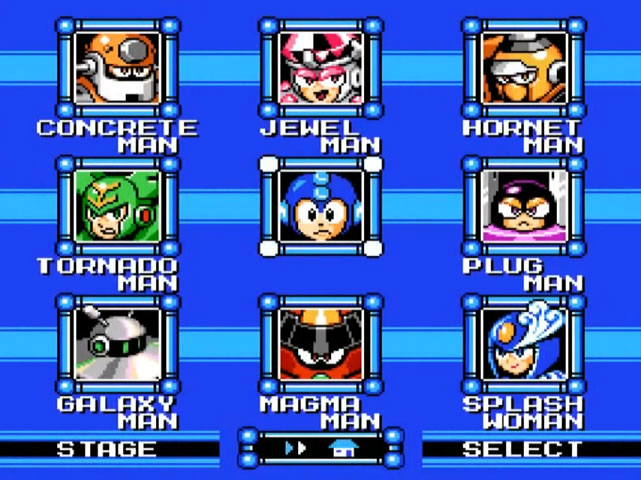 CONCRETE MAN
JEWEL MAN
HORNET MAN
TORNADO MAN
PLUG MAN
GALAXY MAN
MAGMA MAN
SPLASH WOMAN
STAGE
SELECT